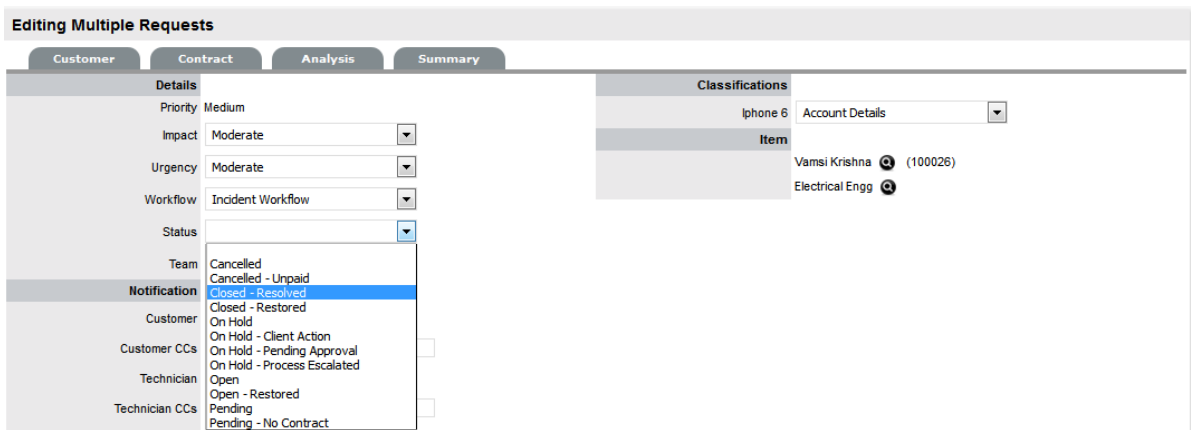 Editing Multiple Requests
Customer Contract Analysis Summary
Details
Priority Medium
Impact Moderate
Urgency Moderate
Workflow Incident Workflow
Status
Team
Cancelled
Cancelled - Unpaid
Closed - Resolved
Closed - Restored
On Hold
On Hold - Client Action
On Hold - Pending Approval
On Hold - Process Escalated
Open
Open - Restored
Pending
Pending - No Contract
Notification
Customer
Customer CCs
Technician
Technician CCs
Classifications
Iphone 6 Account Details
Item
Vamsi Krishna (100026)
Electrical Engg